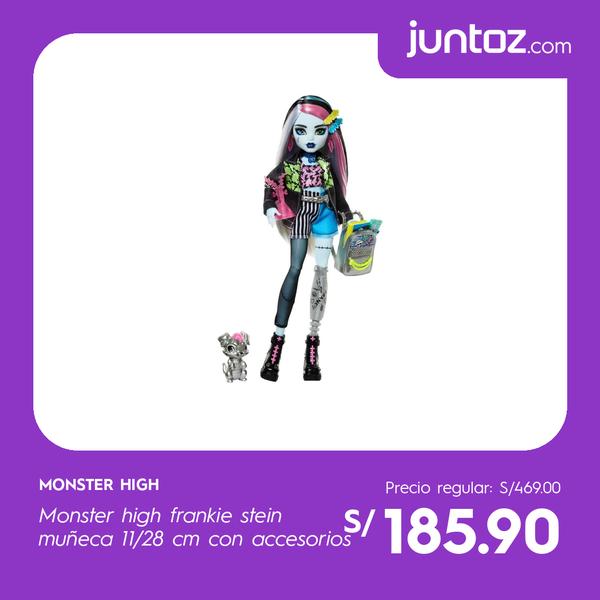 juntoz.com
MONSTER HIGH
Monster high frankie stein
muñeca 11/28 cm con accesorios
Precio regular: S/469.00
S/185.90